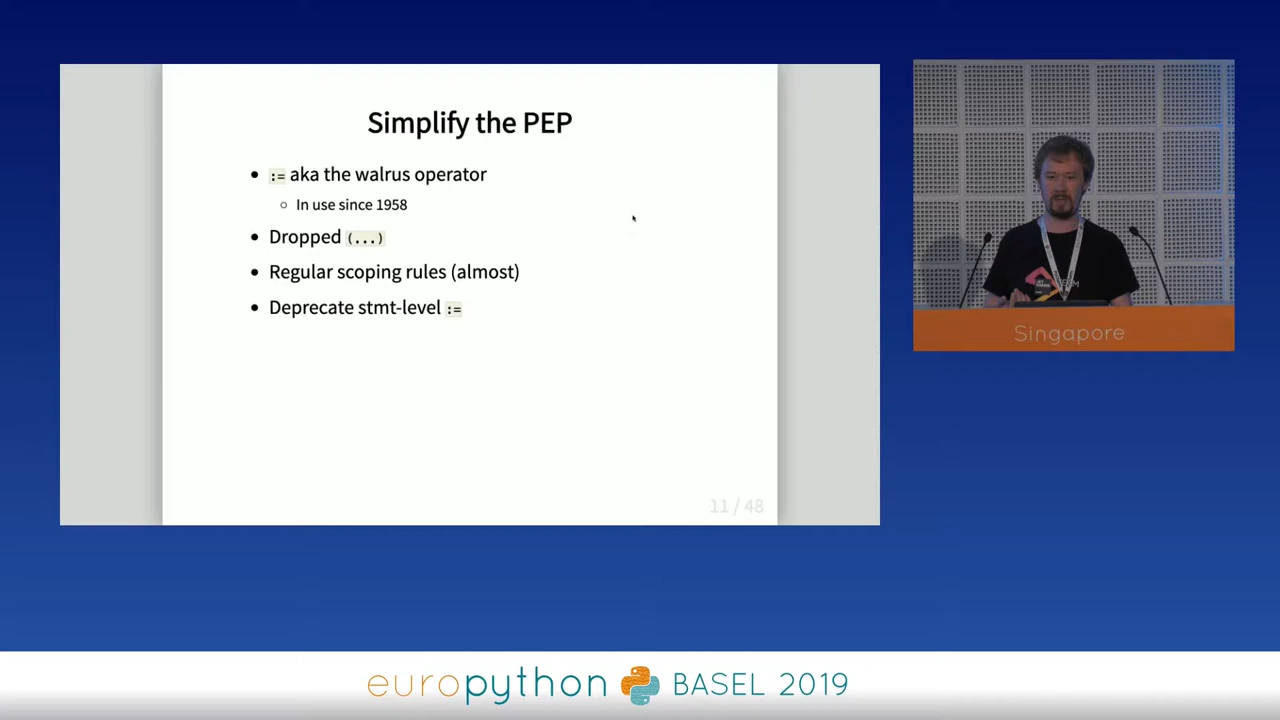 Simplify the PEP
• := aka the walrus operator
○ In use since 1958
• Dropped (...)
• Regular scoping rules (almost)
• Deprecate stmt-level :=
11 / 48
Singapore
europython BASEL 2019